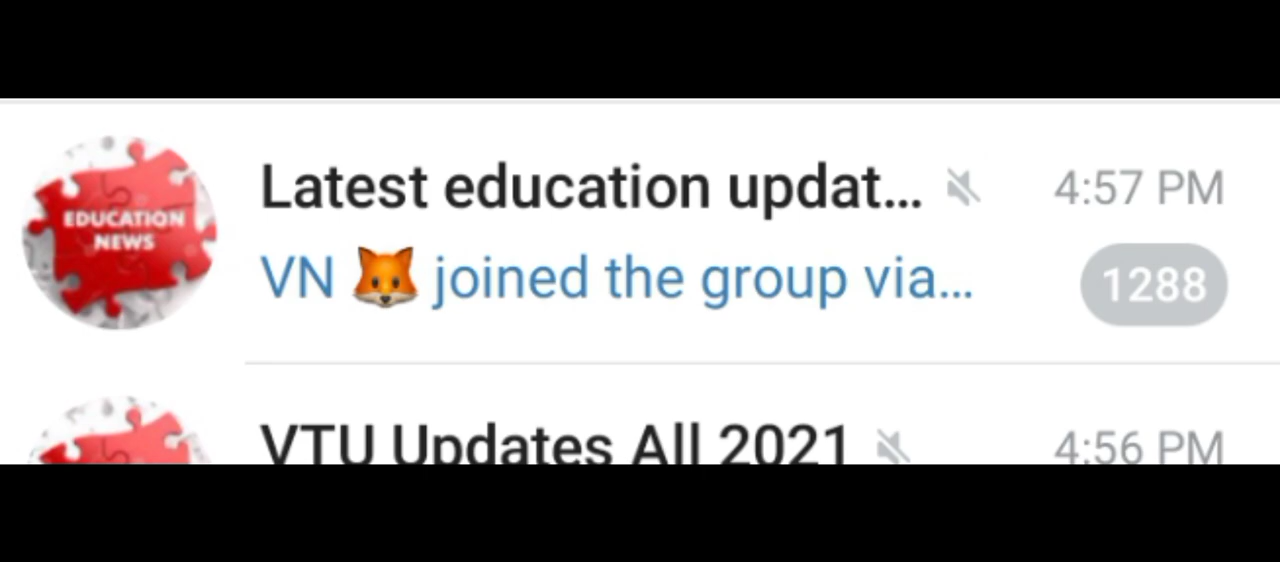 EDUCATION
NEWS
Latest education updat... 4:57 PM
VN 🦊 joined the group via... 1288
VTU Updates All 2021 4:56 PM